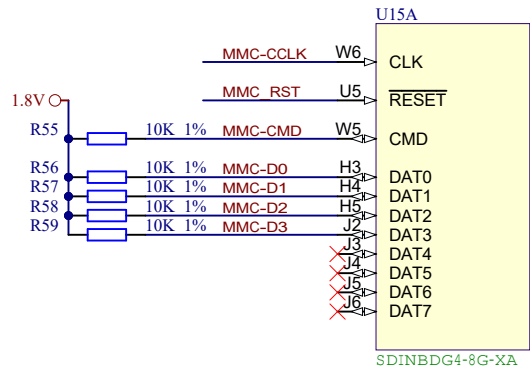 U15A
MMC-CCLK W6 CLK
MMC_RST U5 RESET
1.8V
R55 10K 1% MMC-CMD W5 CMD
R56 10K 1% MMC-D0 H3 DAT0
R57 10K 1% MMC-D1 H4 DAT1
R58 10K 1% MMC-D2 H5 DAT2
R59 10K 1% MMC-D3 J2 DAT3
J3 DAT4
J4 DAT5
J5 DAT6
J6 DAT7
SDINBDG4-8G-XA